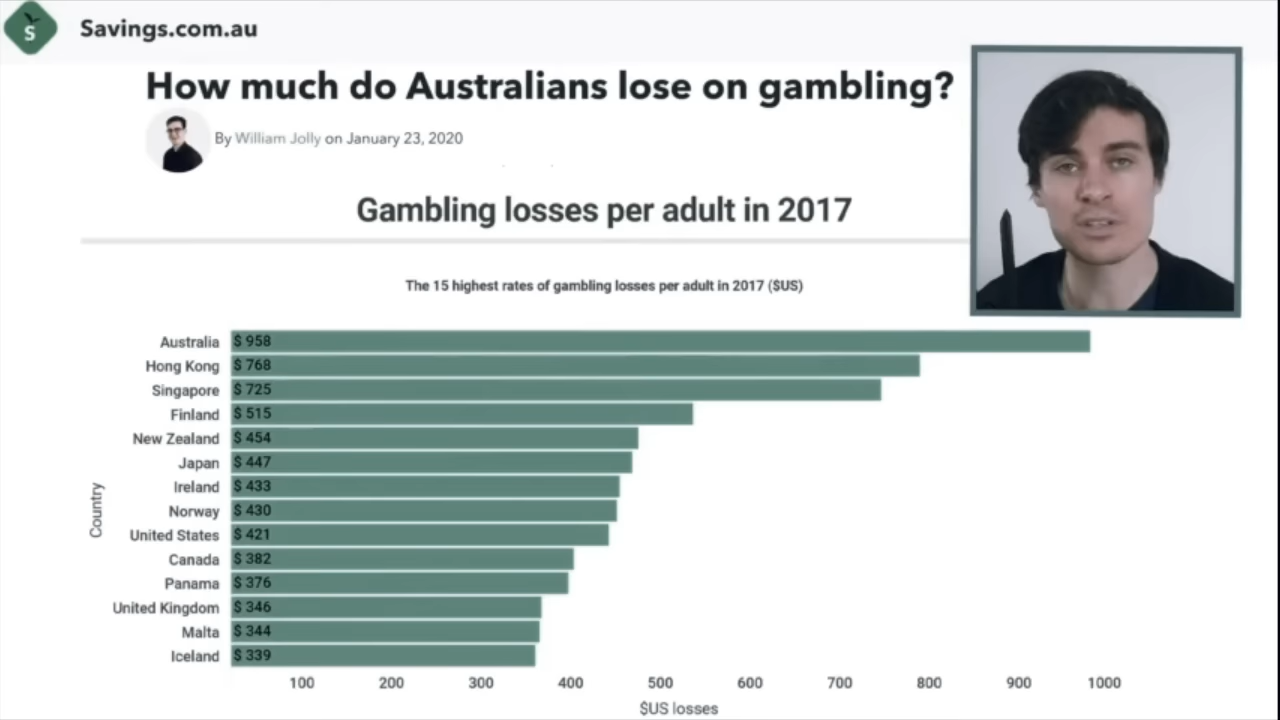 S
Savings.com.au
How much do Australians lose on gambling?
By William Jolly on January 23, 2020
Gambling losses per adult in 2017
The 15 highest rates of gambling losses per adult in 2017 ($US)
Australia $ 958
Hong Kong $ 768
Singapore $ 725
Finland $ 515
New Zealand $ 454
Japan $ 447
Ireland $ 433
Norway $ 430
United States $ 421
Canada $ 382
Panama $ 376
United Kingdom $ 346
Malta $ 344
Iceland $ 339
Country
100 200 300 400 500 600 700 800 900 1000
$US losses